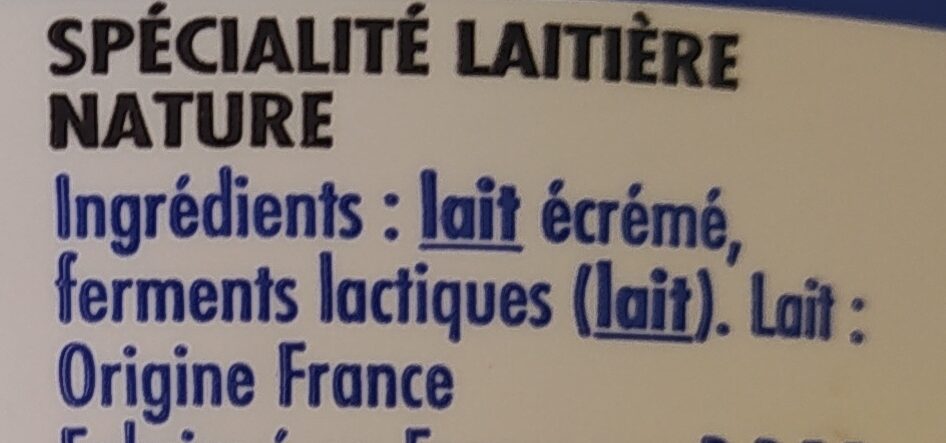 SPÉCIALITÉ LAITIÈRE
NATURE
Ingrédients : lait écrémé,
ferments lactiques (lait). Lait :
Origine France